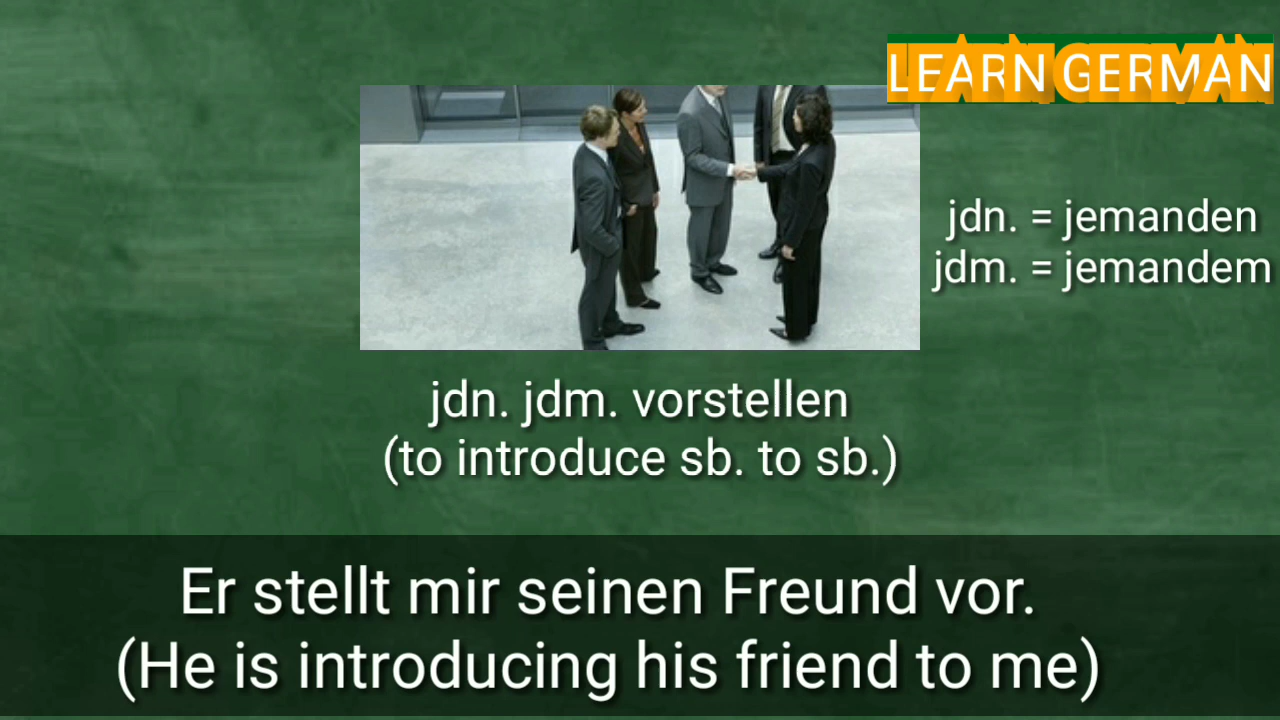 LEARN GERMAN
jdn. = jemanden
jdm. = jemandem
jdn. jdm. vorstellen
(to introduce sb. to sb.)
Er stellt mir seinen Freund vor.
(He is introducing his friend to me)